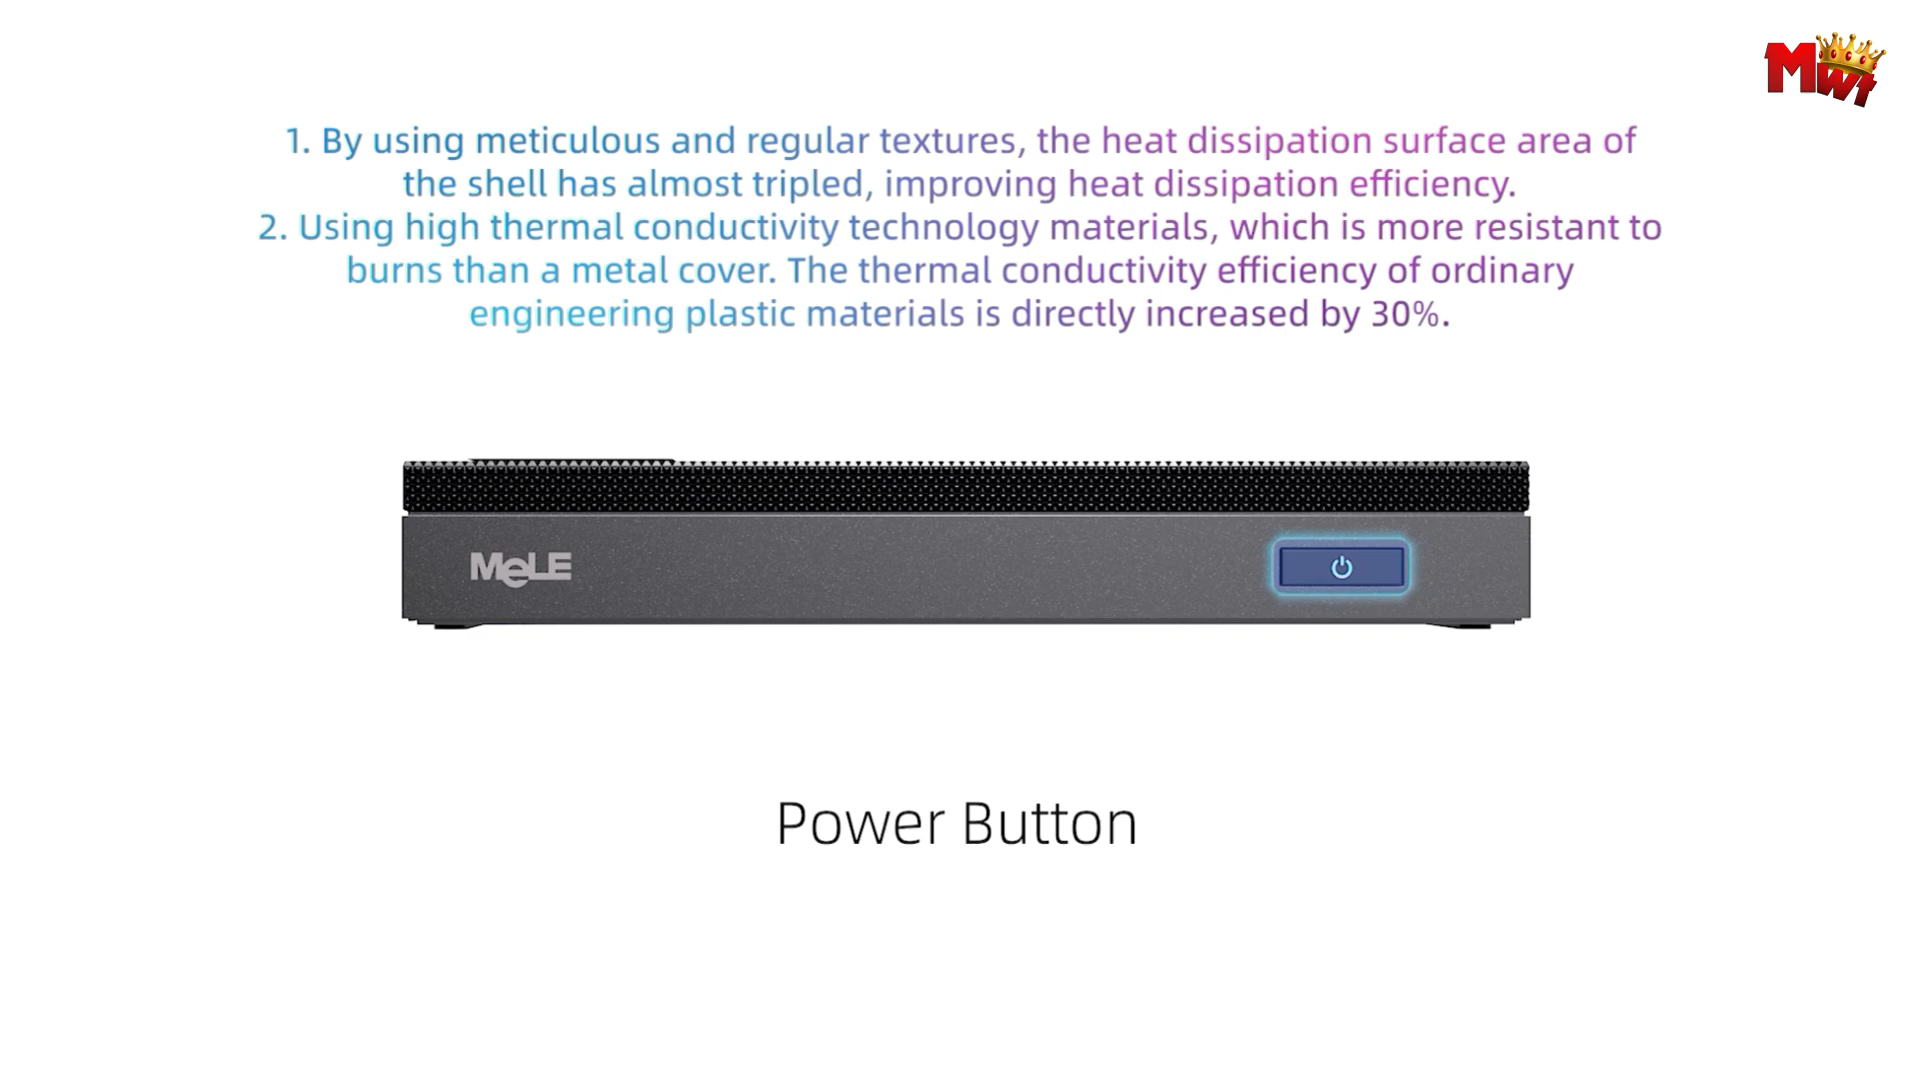 Mwt
1. By using meticulous and regular textures, the heat dissipation surface area of
the shell has almost tripled, improving heat dissipation efficiency.
2. Using high thermal conductivity technology materials, which is more resistant to
burns than a metal cover. The thermal conductivity efficiency of ordinary
engineering plastic materials is directly increased by 30%.
MeLE
Power Button